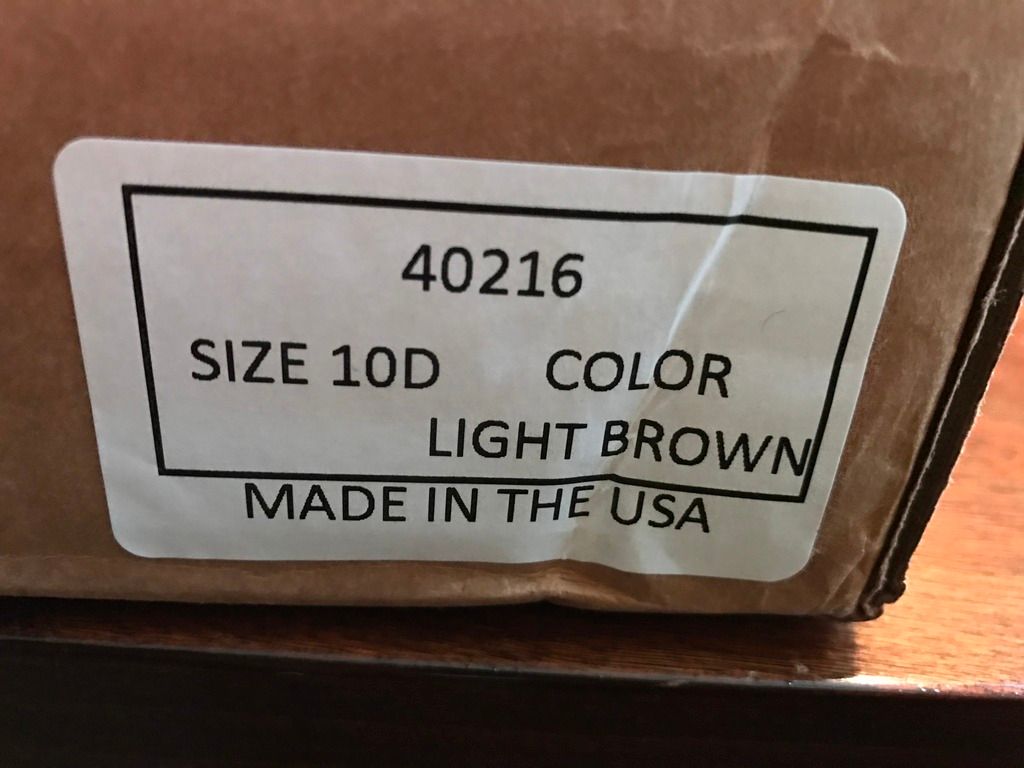 40216
SIZE 10D COLOR
LIGHT BROWN
MADE IN THE USA